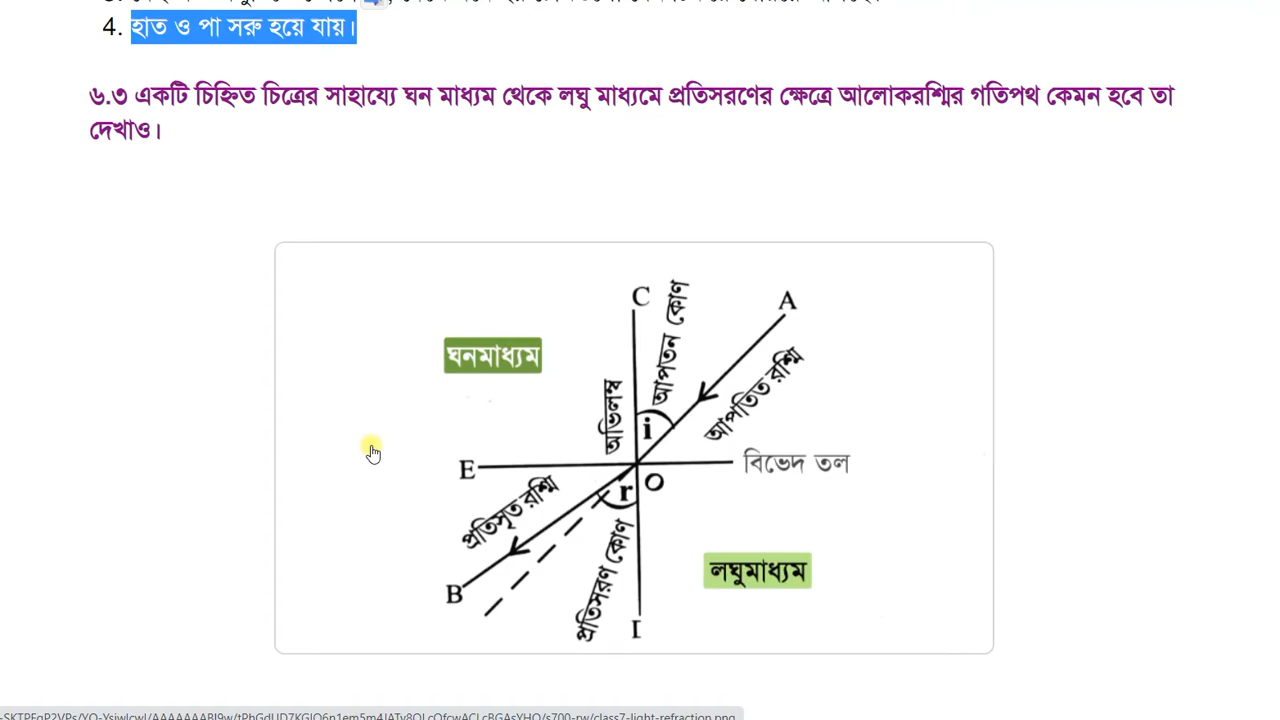 4. হাত ও পা সরু হয়ে যায়।
৬.৩ একটি চিহ্নিত চিত্রের সাহায্যে ঘন মাধ্যম থেকে লঘু মাধ্যমে প্রতিসরণের ক্ষেত্রে আলোকরশ্মির গতিপথ কেমন হবে তা
দেখাও।
C
A
আপতন কোণ
ঘনমাধ্যম
অভিলম্ব
আপতিত রশ্মি
i
E
বিভেদ তল
O
r
প্রতিসৃত রশ্মি
প্রতিসরণ কোণ
লঘুমাধ্যম
B
I